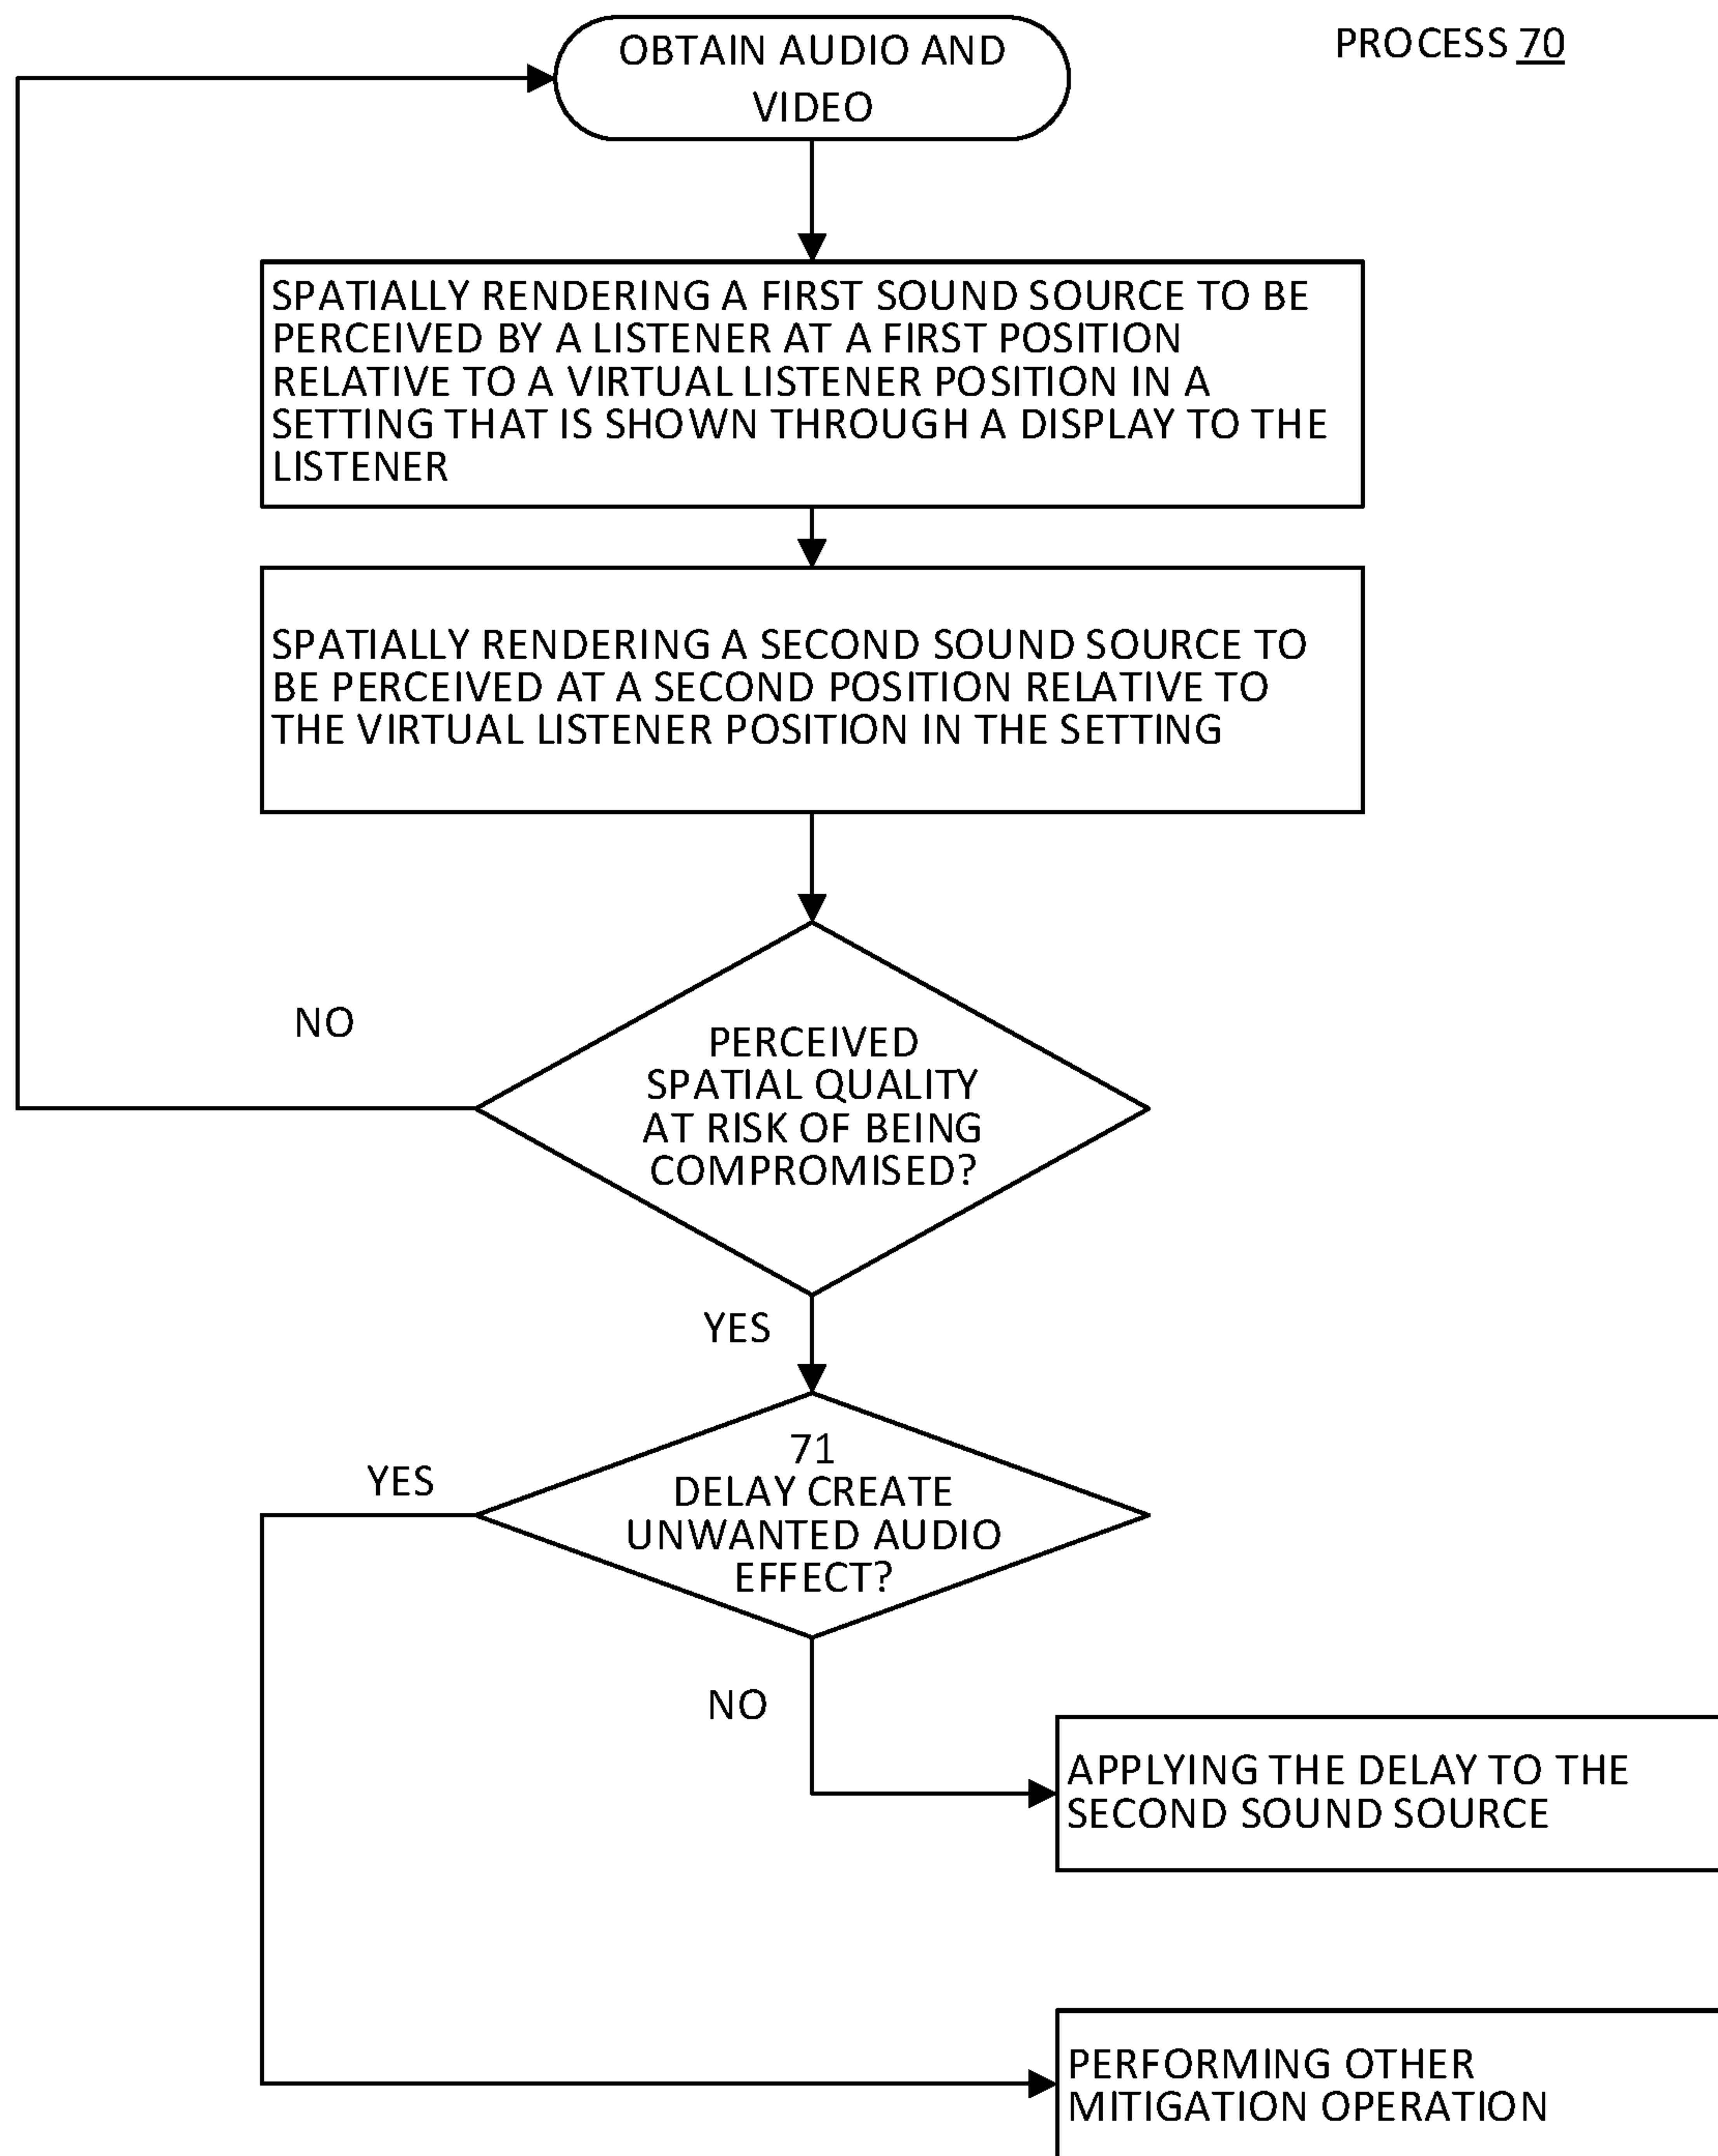 PROCESS 70
OBTAIN AUDIO AND
VIDEO
SPATIALLY RENDERING A FIRST SOUND SOURCE TO BE
PERCEIVED BY A LISTENER AT A FIRST POSITION
RELATIVE TO A VIRTUAL LISTENER POSITION IN A
SETTING THAT IS SHOWN THROUGH A DISPLAY TO THE
LISTENER
SPATIALLY RENDERING A SECOND SOUND SOURCE TO
BE PERCEIVED AT A SECOND POSITION RELATIVE TO
THE VIRTUAL LISTENER POSITION IN THE SETTING
NO
PERCEIVED
SPATIAL QUALITY
AT RISK OF BEING
COMPROMISED?
YES
71
DELAY CREATE
UNWANTED AUDIO
EFFECT?
YES
NO
APPLYING THE DELAY TO THE
SECOND SOUND SOURCE
PERFORMING OTHER
MITIGATION OPERATION